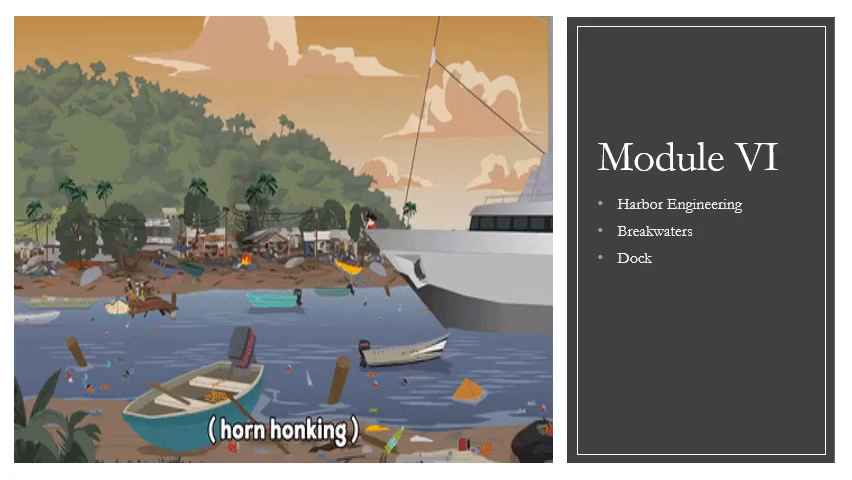 Module VI
• Harbor Engineering
• Breakwaters
• Dock
( horn honking )